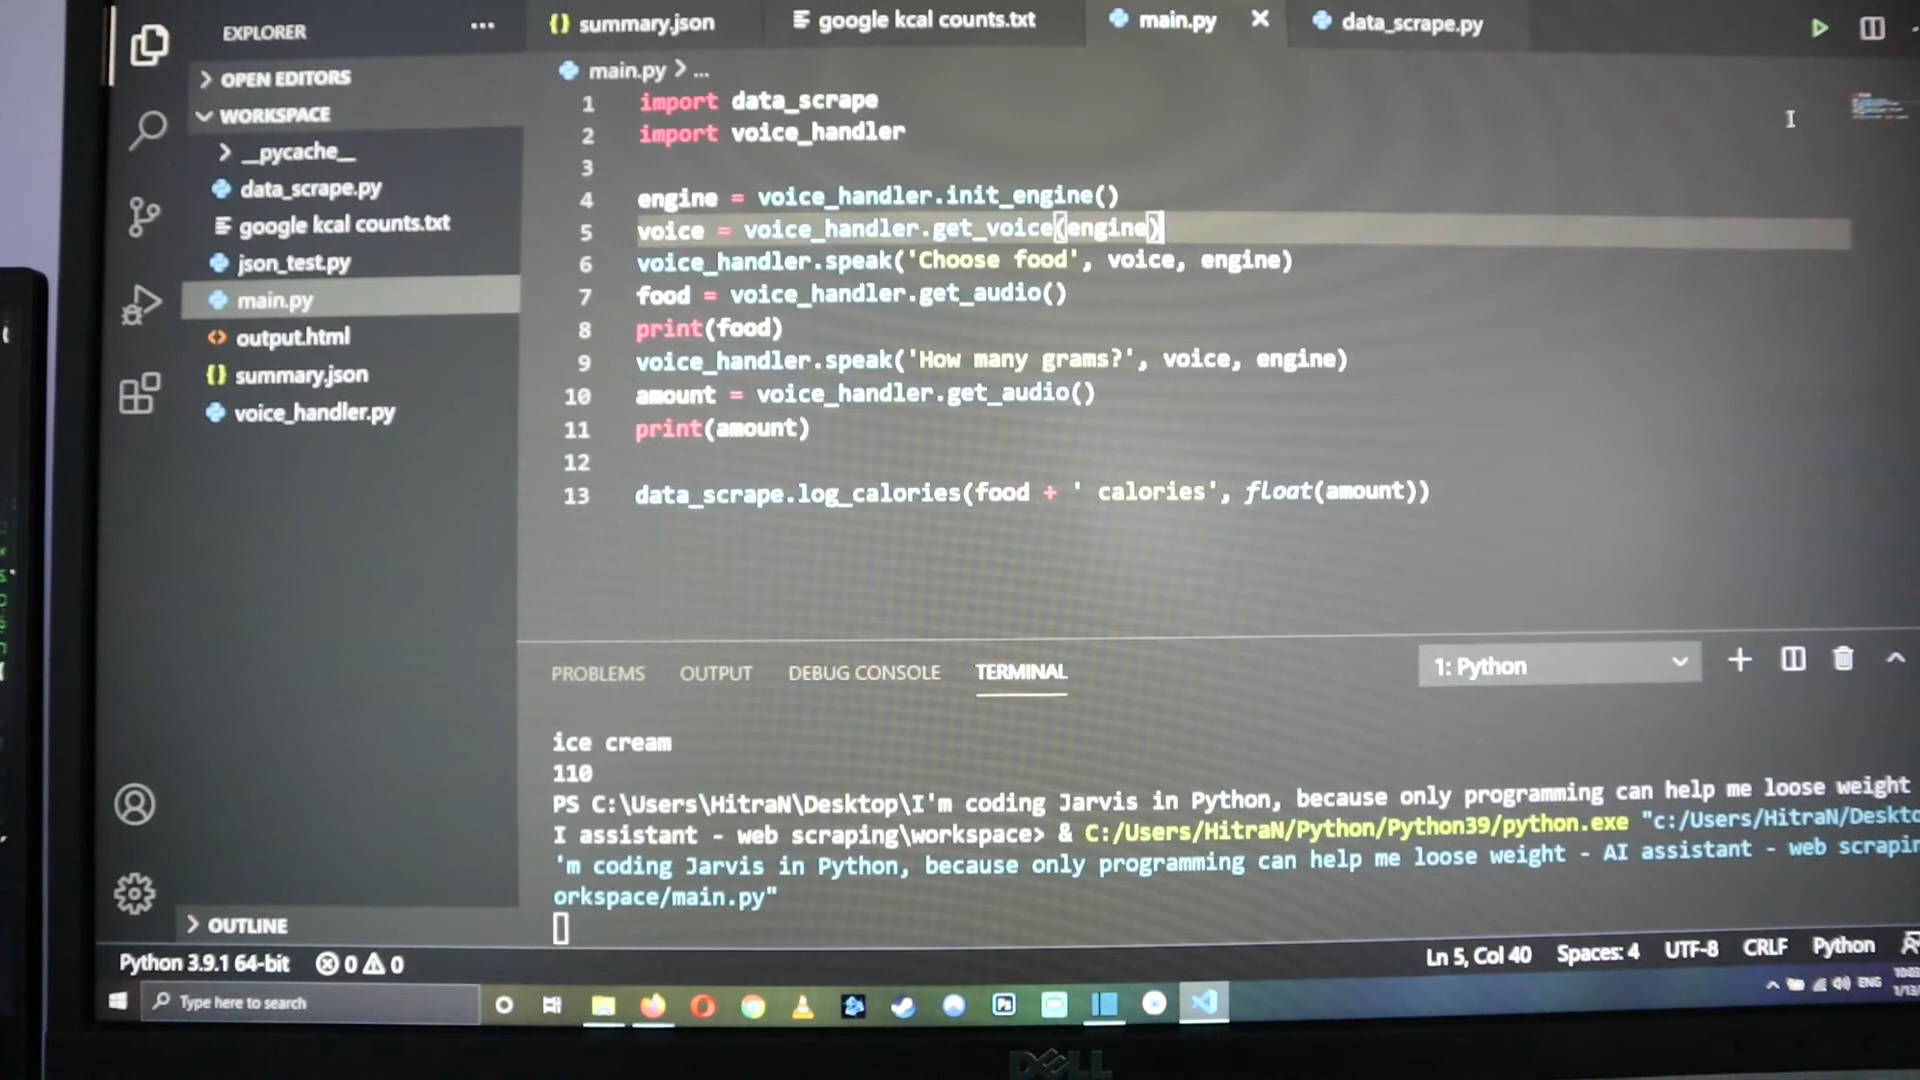 EXPLORER
...
summary.json
google kcal counts.txt
main.py
data_scrape.py
OPEN EDITORS
WORKSPACE
__pycache__
data_scrape.py
google kcal counts.txt
json_test.py
main.py
output.html
summary.json
voice_handler.py
OUTLINE
main.py > ...
1 import data_scrape
2 import voice_handler
3
4 engine = voice_handler.init_engine()
5 voice = voice_handler.get_voice(engine)
6 voice_handler.speak('Choose food', voice, engine)
7 food = voice_handler.get_audio()
8 print(food)
9 voice_handler.speak('How many grams?', voice, engine)
10 amount = voice_handler.get_audio()
11 print(amount)
12
13 data_scrape.log_calories(food + ' calories', float(amount))
PROBLEMS OUTPUT DEBUG CONSOLE TERMINAL
1: Python
ice cream
110
PS C:\Users\HitraN\Desktop\I'm coding Jarvis in Python, because only programming can help me loose weight
I assistant - web scraping\workspace> & C:/Users/HitraN/Python/Python39/python.exe "c:/Users/HitraN/Deskto
'm coding Jarvis in Python, because only programming can help me loose weight - AI assistant - web scrapin
orkspace/main.py"
Python 3.9.1 64-bit 0 0
Ln 5, Col 40 Spaces: 4 UTF-8 CRLF Python
Type here to search
Ps
ENG
DELL